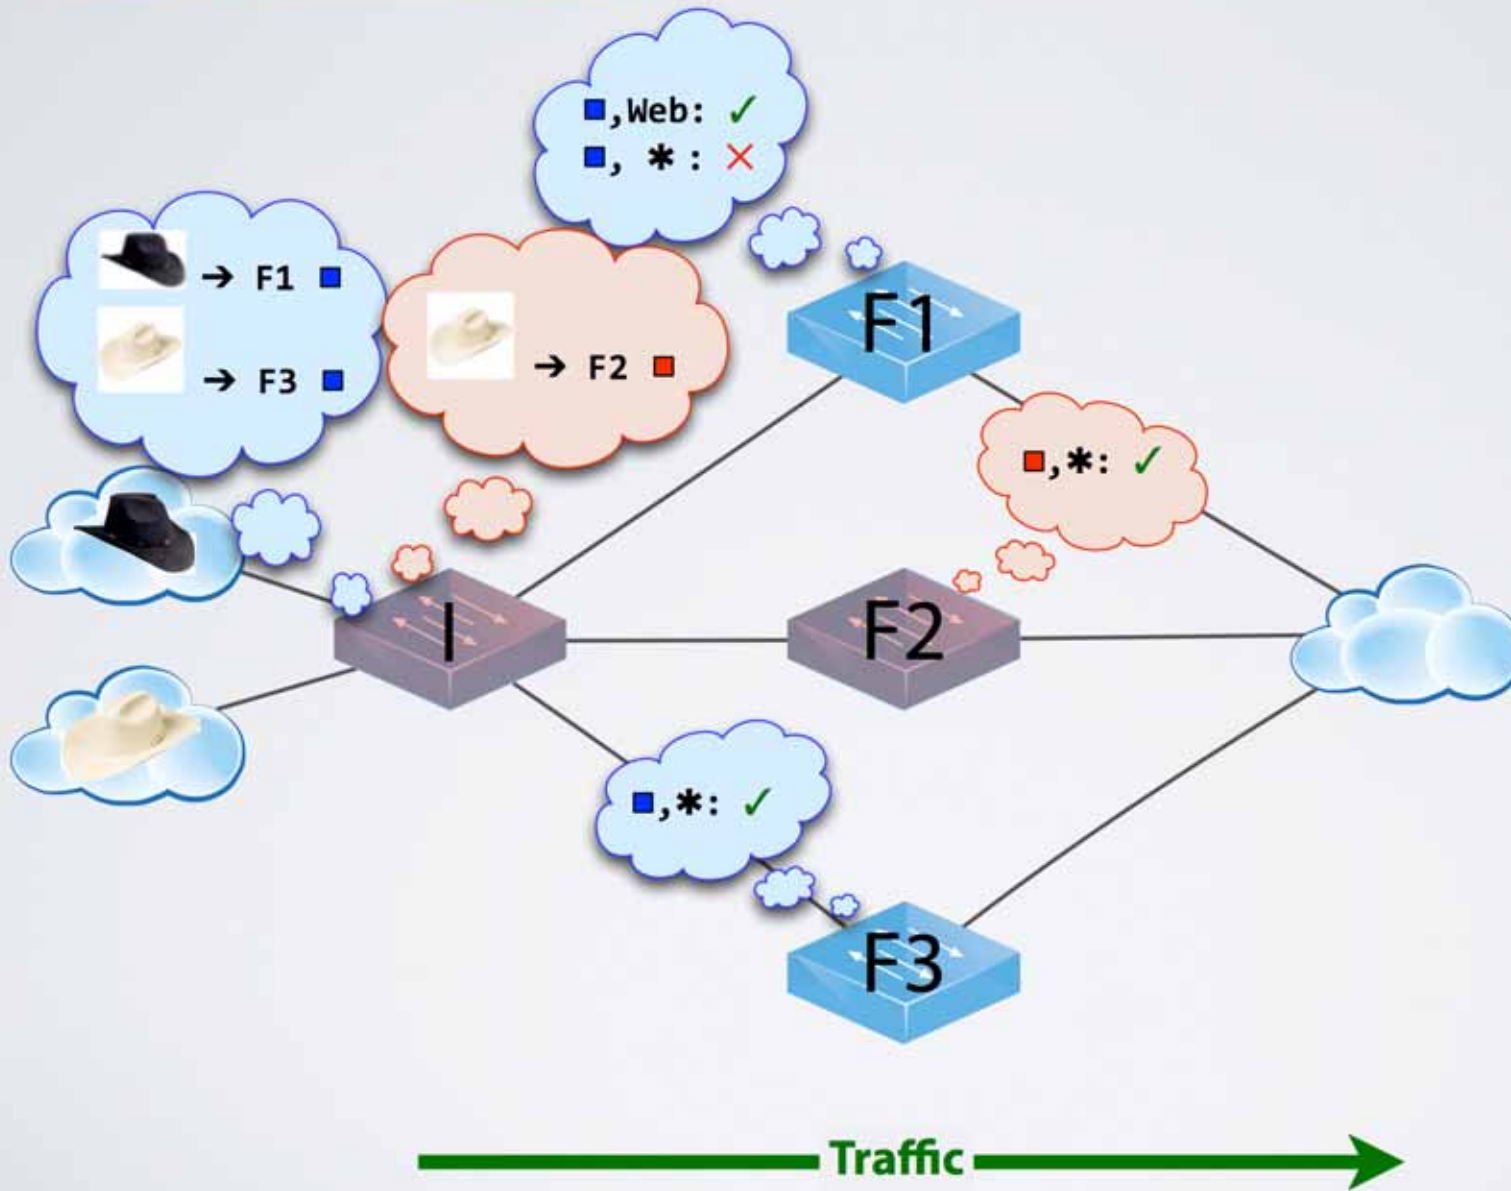 ■,Web: ✓
■, * : ✕
→ F1 ■
→ F3 ■
→ F2 ■
F1
■,*: ✓
I
F2
■,*: ✓
F3
Traffic